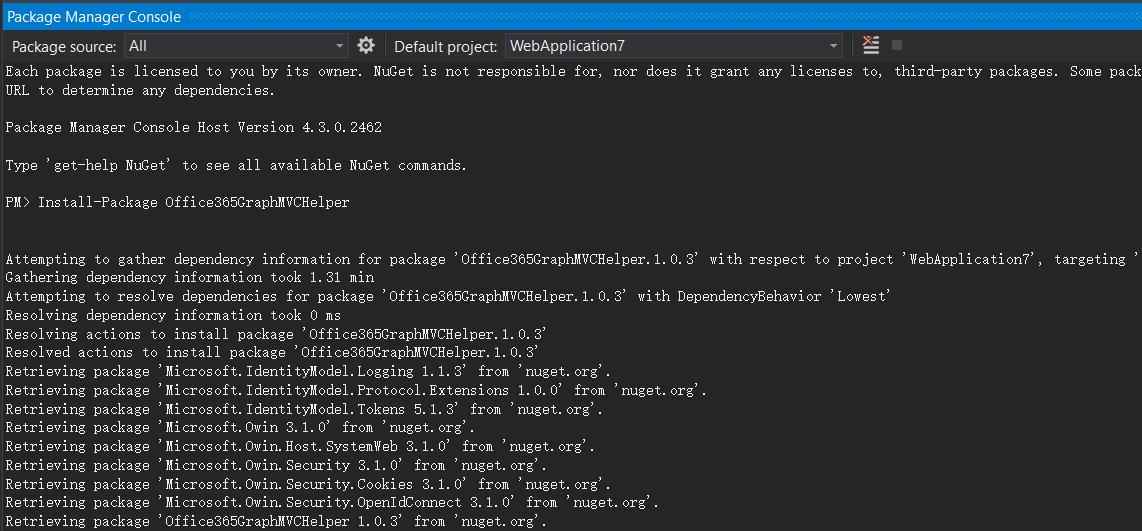 Package Manager Console
Package source: All Default project: WebApplication7
Each package is licensed to you by its owner. NuGet is not responsible for, nor does it grant any licenses to, third-party packages. Some pack
URL to determine any dependencies.
Package Manager Console Host Version 4.3.0.2462
Type 'get-help NuGet' to see all available NuGet commands.
PM> Install-Package Office365GraphMVCHelper
Attempting to gather dependency information for package 'Office365GraphMVCHelper.1.0.3' with respect to project 'WebApplication7', targeting '
Gathering dependency information took 1.31 min
Attempting to resolve dependencies for package 'Office365GraphMVCHelper.1.0.3' with DependencyBehavior 'Lowest'
Resolving dependency information took 0 ms
Resolving actions to install package 'Office365GraphMVCHelper.1.0.3'
Resolved actions to install package 'Office365GraphMVCHelper.1.0.3'
Retrieving package 'Microsoft.IdentityModel.Logging 1.1.3' from 'nuget.org'.
Retrieving package 'Microsoft.IdentityModel.Protocol.Extensions 1.0.0' from 'nuget.org'.
Retrieving package 'Microsoft.IdentityModel.Tokens 5.1.3' from 'nuget.org'.
Retrieving package 'Microsoft.Owin 3.1.0' from 'nuget.org'.
Retrieving package 'Microsoft.Owin.Host.SystemWeb 3.1.0' from 'nuget.org'.
Retrieving package 'Microsoft.Owin.Security 3.1.0' from 'nuget.org'.
Retrieving package 'Microsoft.Owin.Security.Cookies 3.1.0' from 'nuget.org'.
Retrieving package 'Microsoft.Owin.Security.OpenIdConnect 3.1.0' from 'nuget.org'.
Retrieving package 'Office365GraphMVCHelper 1.0.3' from 'nuget.org'.